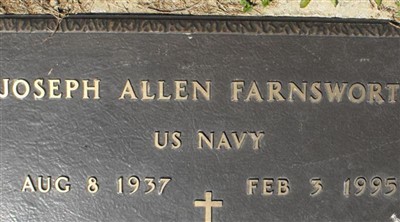 JOSEPH ALLEN FARNSWORT
US NAVY
AUG 8 1937 FEB 3 1995